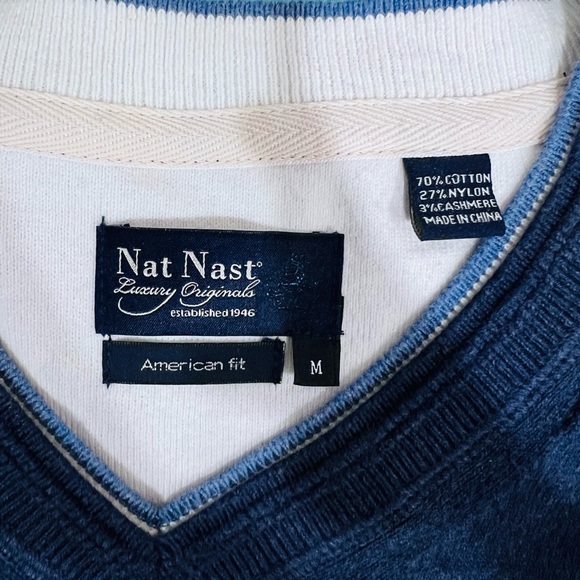 Nat Nast
Luxury Originals
established 1946
American fit
M
70% COTTON
27% NYLON
3% CASHMERE
MADE IN CHINA